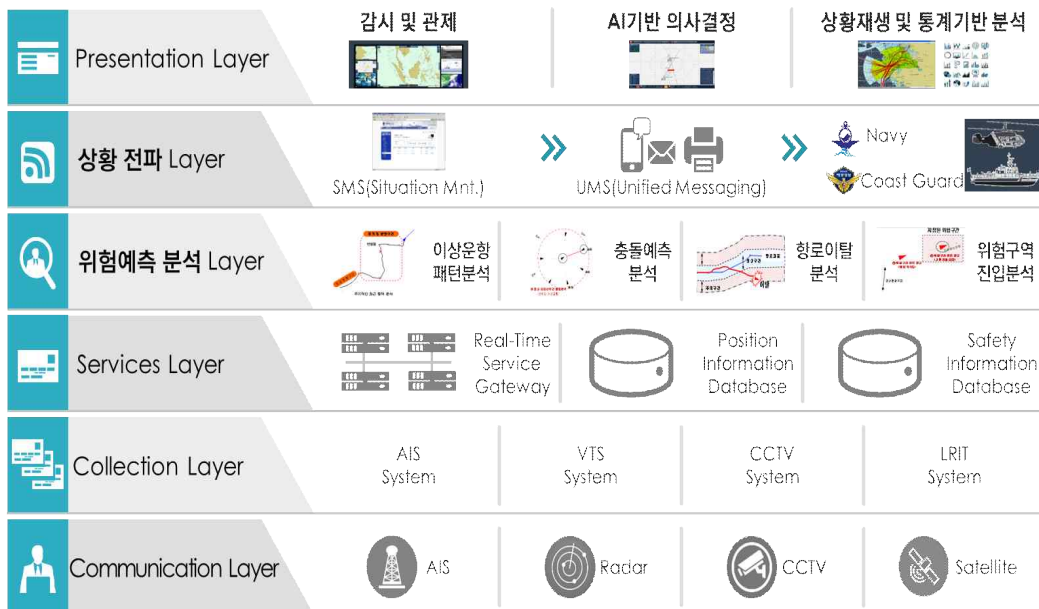 Presentation Layer
감시 및 관제
AI기반 의사결정
상황재생 및 통계기반 분석
상황 전파 Layer
SMS(Situation Mnt.)
UMS(Unified Messaging)
Navy
Coast Guard
위험예측 분석 Layer
이상운항
패턴분석
충돌예측
분석
항로이탈
분석
위험구역
진입분석
Services Layer
Real-Time
Service
Gateway
Position
Information
Database
Safety
Information
Database
Collection Layer
AIS
System
VTS
System
CCTV
System
LRIT
System
Communication Layer
AIS
Radar
CCTV
Satellite